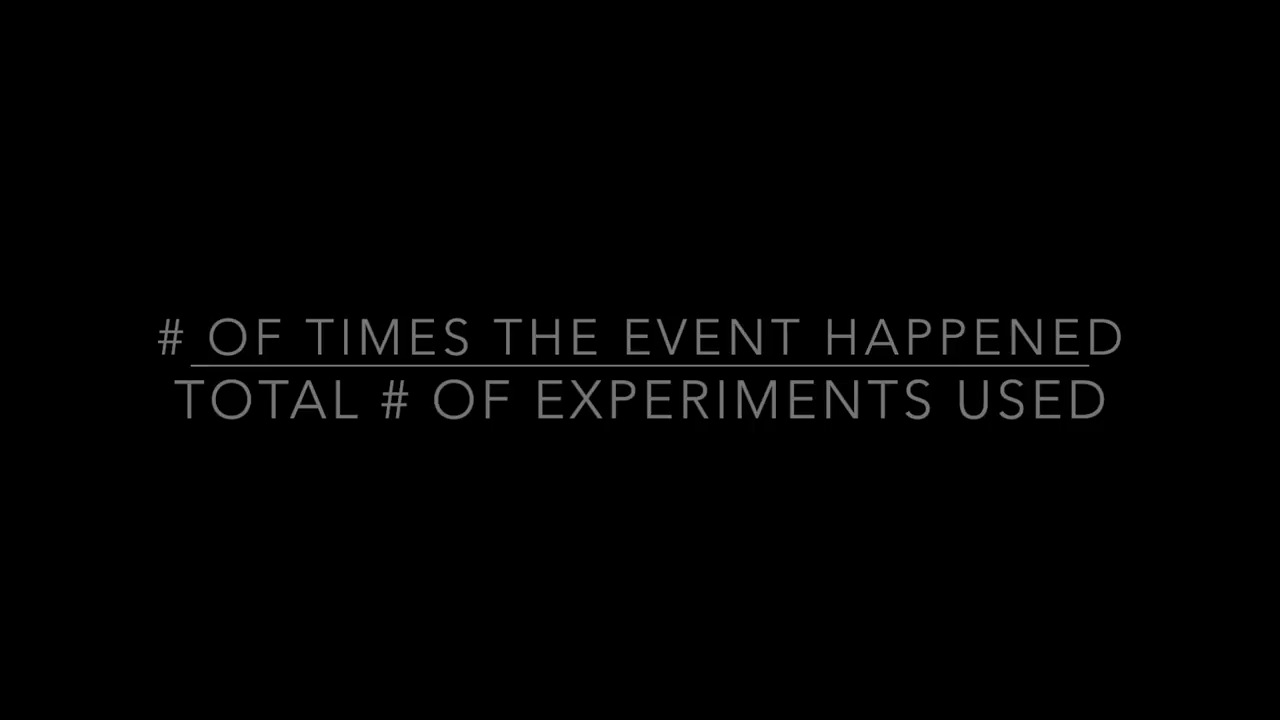 # OF TIMES THE EVENT HAPPENED
TOTAL # OF EXPERIMENTS USED